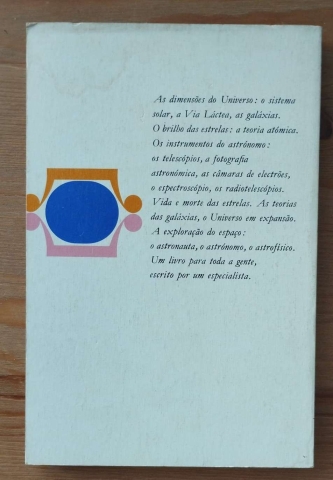 As dimensões do Universo: o sistema
solar, a Via Láctea, as galáxias.
O brilho das estrelas: a teoria atómica.
Os instrumentos do astrónomo:
os telescópios, a fotografia
astronómica, as câmaras de electrões,
o espectroscópio, os radiotelescópios.
Vida e morte das estrelas. As teorias
das galáxias, o Universo em expansão.
A exploração do espaço:
o astronauta, o astrónomo, o astrofísico.
Um livro para toda a gente,
escrito por um especialista.